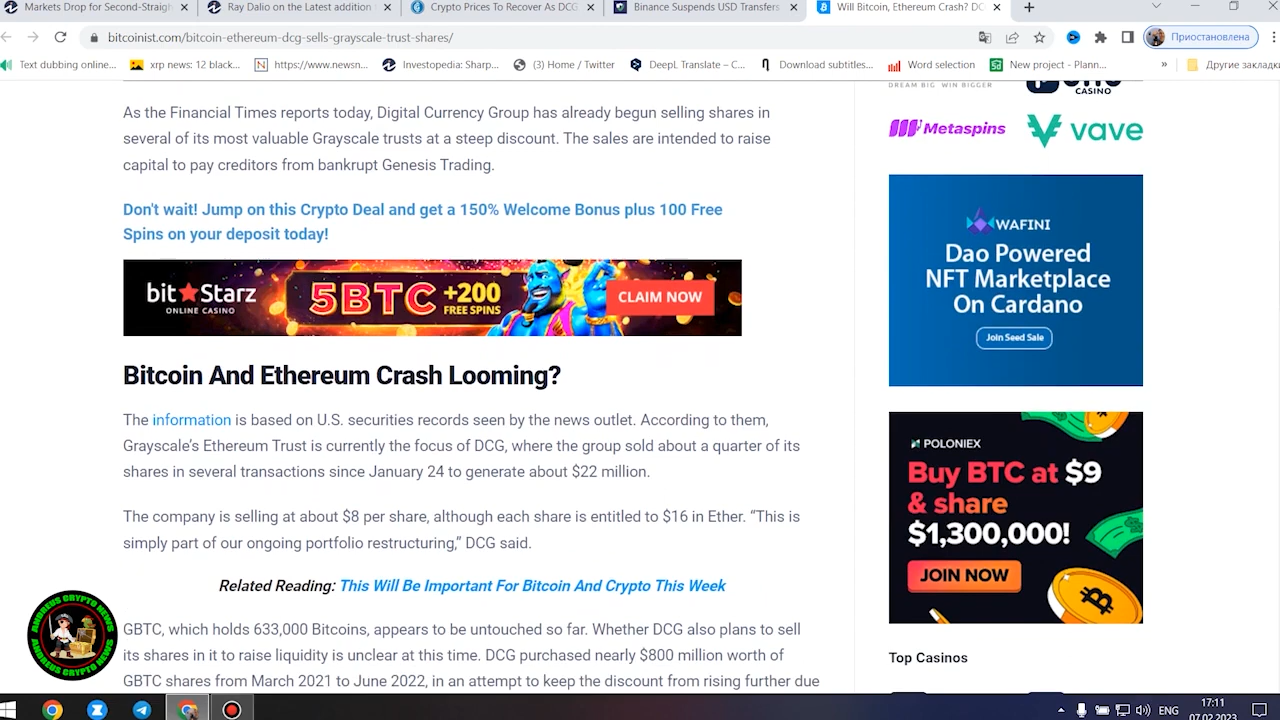 Markets Drop for Second-Straigh
Ray Dalio on the Latest addition
Crypto Prices To Recover As DCG
Binance Suspends USD Transfers
Will Bitcoin, Ethereum Crash? DC
bitcoinist.com/bitcoin-ethereum-dcg-sells-grayscale-trust-shares/
Приостановлена
Text dubbing online...
xrp news: 12 black...
https://www.newsn...
Investopedia: Sharp...
(3) Home / Twitter
DeepL Translate – C...
Download subtitles...
Word selection
New project - Plann...
»
Другие закладки
As the Financial Times reports today, Digital Currency Group has already begun selling shares in
several of its most valuable Grayscale trusts at a steep discount. The sales are intended to raise
capital to pay creditors from bankrupt Genesis Trading.
Don't wait! Jump on this Crypto Deal and get a 150% Welcome Bonus plus 100 Free
Spins on your deposit today!
bitStarz
ONLINE CASINO
5BTC
+200
FREE SPINS
CLAIM NOW
Bitcoin And Ethereum Crash Looming?
The information is based on U.S. securities records seen by the news outlet. According to them,
Grayscale’s Ethereum Trust is currently the focus of DCG, where the group sold about a quarter of its
shares in several transactions since January 24 to generate about $22 million.
The company is selling at about $8 per share, although each share is entitled to $16 in Ether. “This is
simply part of our ongoing portfolio restructuring,” DCG said.
Related Reading: This Will Be Important For Bitcoin And Crypto This Week
GBTC, which holds 633,000 Bitcoins, appears to be untouched so far. Whether DCG also plans to sell
its shares in it to raise liquidity is unclear at this time. DCG purchased nearly $800 million worth of
GBTC shares from March 2021 to June 2022, in an attempt to keep the discount from rising further due
DREAM BIG WIN BIGGER
CASINO
Metaspins
vave
WAFINI
Dao Powered
NFT Marketplace
On Cardano
Join Seed Sale
POLONIEX
Buy BTC at $9
& share
$1,300,000!
JOIN NOW
Top Casinos
ANDREUS CRYPTO NEWS
ANDREUS CRYPTO NEWS
ENG
17:11
07.02.2023